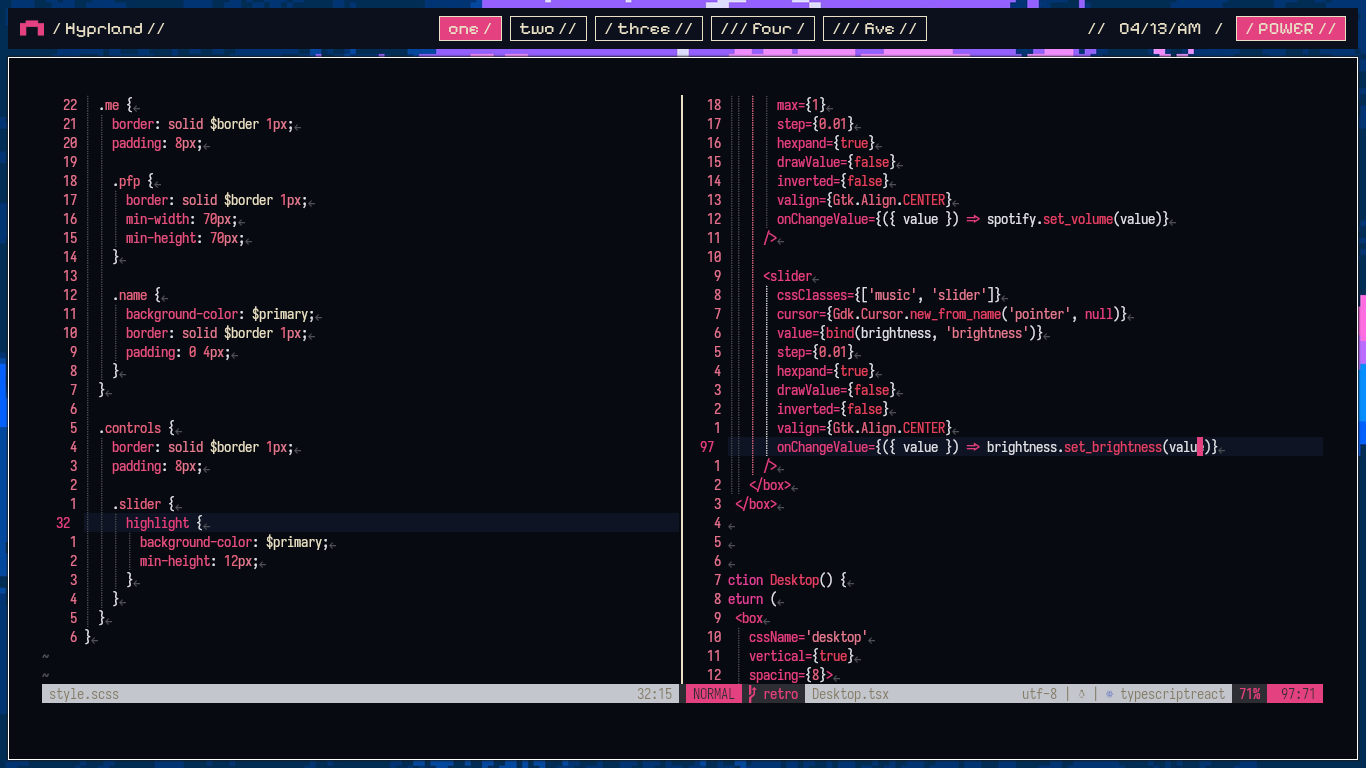 / Hyprland //
one /
two //
/ three //
/// four /
/// five //
// 04/13/AM /
/ POWER //
22 .me {
21 border: solid $border 1px;
20 padding: 8px;
19
18 .pfp {
17 border: solid $border 1px;
16 min-width: 70px;
15 min-height: 70px;
14 }
13
12 .name {
11 background-color: $primary;
10 border: solid $border 1px;
9 padding: 0 4px;
8 }
7 }
6
5 .controls {
4 border: solid $border 1px;
3 padding: 8px;
2
1 .slider {
32 highlight {
1 background-color: $primary;
2 min-height: 12px;
3 }
4 }
5 }
6 }
~
~
style.scss 32:15
18 max={1}
17 step={0.01}
16 hexpand={true}
15 drawValue={false}
14 inverted={false}
13 valign={Gtk.Align.CENTER}
12 onChangeValue={({ value }) => spotify.set_volume(value)}
11 />
10
9 <slider
8 cssClasses={['music', 'slider']}
7 cursor={Gdk.Cursor.new_from_name('pointer', null)}
6 value={bind(brightness, 'brightness')}
5 step={0.01}
4 hexpand={true}
3 drawValue={false}
2 inverted={false}
1 valign={Gtk.Align.CENTER}
97 onChangeValue={({ value }) => brightness.set_brightness(value)}
1 />
2 </box>
3 </box>
4
5
6
7 ction Desktop() {
8 eturn (
9 <box
10 cssName='desktop'
11 vertical={true}
12 spacing={8}>
NORMAL retro Desktop.tsx utf-8 | | typescriptreact 71% 97:71